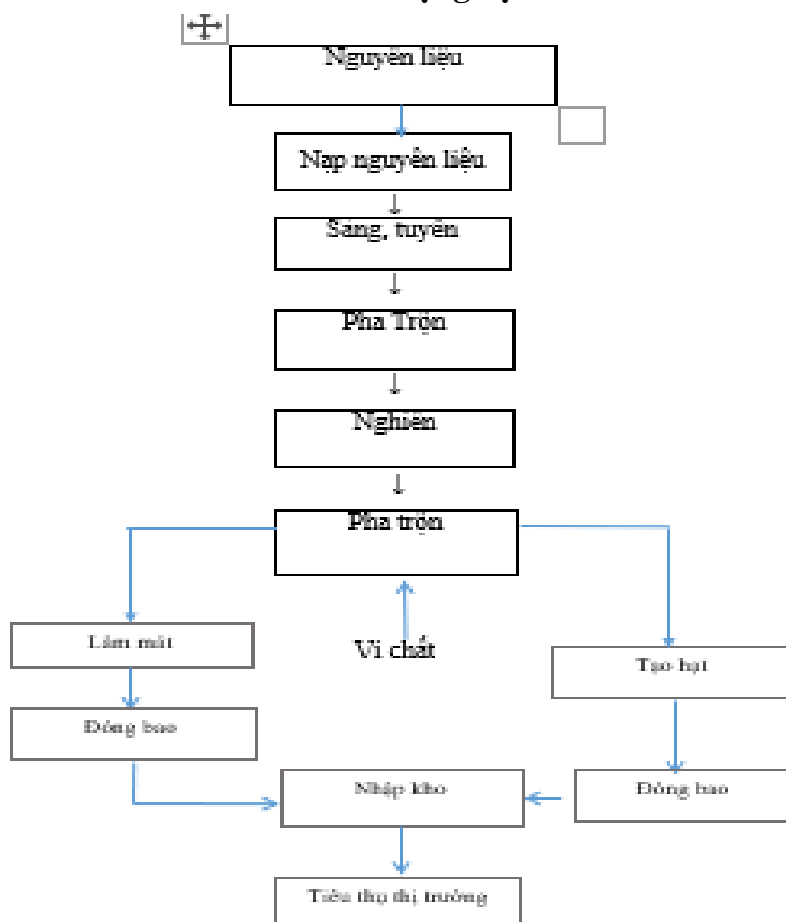 Nguyên liệu
Nạp nguyên liệu
Sàng, tuyển
Pha Trộn
Nghiền
Pha trộn
Làm mát
Vi chất
Tạo hạt
Đóng bao
Nhập kho
Đóng bao
Tiêu thụ thị trường